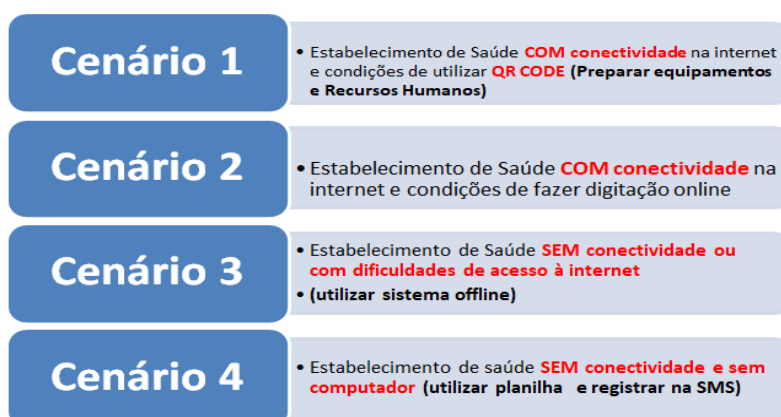 Cenário 1
• Estabelecimento de Saúde COM conectividade na internet
e condições de utilizar QR CODE (Preparar equipamentos
e Recursos Humanos)
Cenário 2
• Estabelecimento de Saúde COM conectividade na
internet e condições de fazer digitação online
Cenário 3
• Estabelecimento de Saúde SEM conectividade ou
com dificuldades de acesso à internet
• (utilizar sistema offline)
Cenário 4
• Estabelecimento de saúde SEM conectividade e sem
computador (utilizar planilha e registrar na SMS)